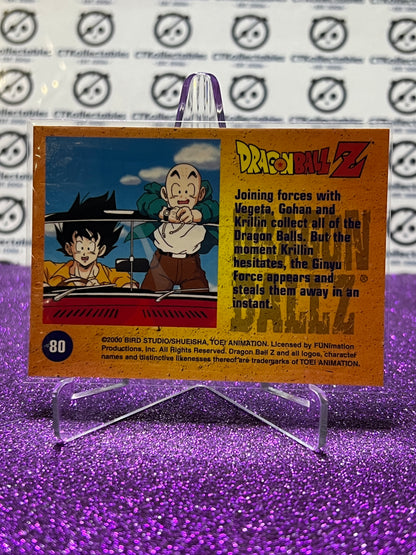 CTKollectables
CTKollectables
DRAGON BALL Z
Joining forces with
Vegeta, Gohan and
Krillin collect all of the
Dragon Balls. But the
moment Krillin
hesitates, the Ginyu
Force appears and
steals them away in an
instant.
80
©2000 BIRD STUDIO/SHUEISHA, TOEI ANIMATION. Licensed by FUNimation
Productions, Inc. All Rights Reserved. Dragon Ball Z and all logos, character
names and distinctive likenesses thereof are trademarks of TOEI ANIMATION.